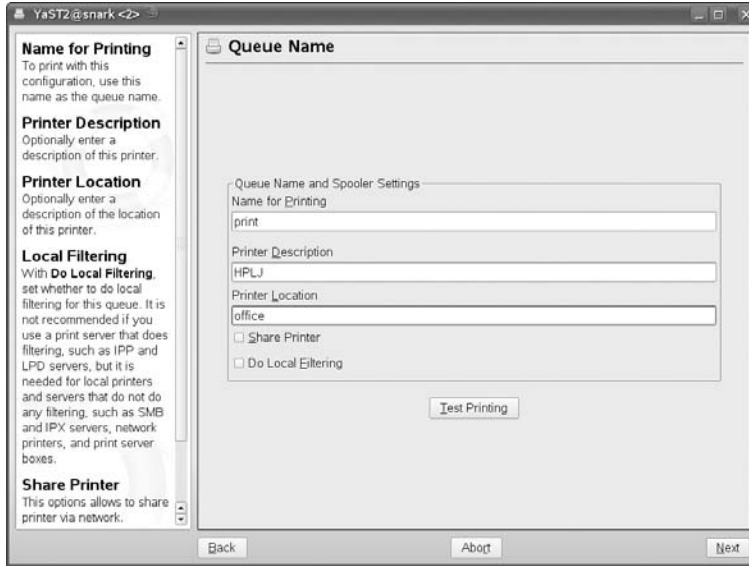 YaST2@snark <2>
Name for Printing
To print with this
configuration, use this
name as the queue name.
Printer Description
Optionally enter a
description of this printer.
Printer Location
Optionally enter a
description of the location
of this printer.
Local Filtering
With Do Local Filtering,
set whether to do local
filtering for this queue. It is
not recommended if you
use a print server that does
filtering, such as IPP and
LPD servers, but it is
needed for local printers
and servers that do not do
any filtering, such as SMB
and IPX servers, network
printers, and print server
boxes.
Share Printer
This options allows to share
printer via network.
Queue Name
Queue Name and Spooler Settings
Name for Printing
print
Printer Description
HPLJ
Printer Location
office
Share Printer
Do Local Filtering
Test Printing
Back
Abort
Next